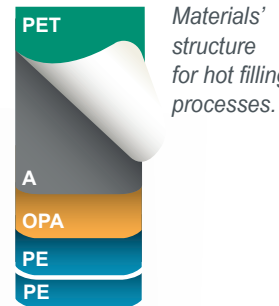 PET
A
OPA
PE
PE
Materials'
structure
for hot filling
processes.